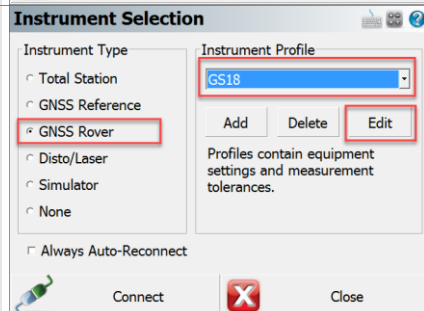 Instrument Selection
Instrument Type
Total Station
GNSS Reference
GNSS Rover
Disto/Laser
Simulator
None
Instrument Profile
GS18
Add
Delete
Edit
Profiles contain equipment
settings and measurement
tolerances.
Always Auto-Reconnect
Connect
Close